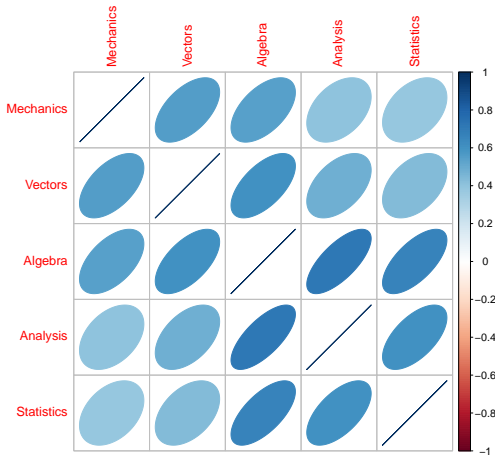 Mechanics
Vectors
Algebra
Analysis
Statistics
Mechanics
Vectors
Algebra
Analysis
Statistics
1
0.8
0.6
0.4
0.2
0
−0.2
−0.4
−0.6
−0.8
−1